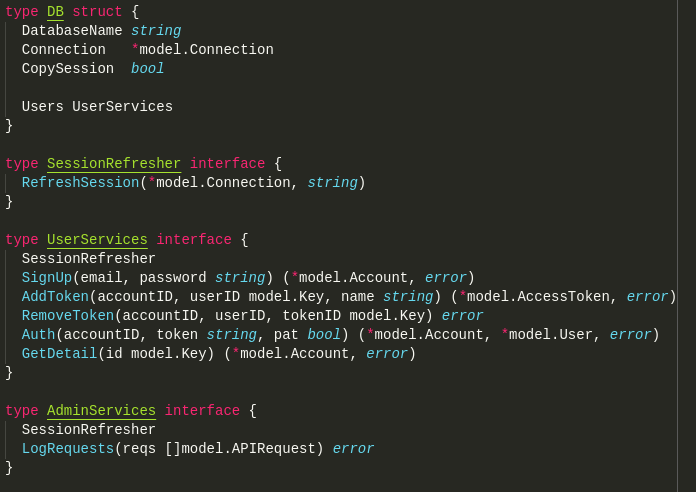 type DB struct {
  DatabaseName string
  Connection   *model.Connection
  CopySession  bool

  Users UserServices
}

type SessionRefresher interface {
  RefreshSession(*model.Connection, string)
}

type UserServices interface {
  SessionRefresher
  SignUp(email, password string) (*model.Account, error)
  AddToken(accountID, userID model.Key, name string) (*model.AccessToken, error)
  RemoveToken(accountID, userID, tokenID model.Key) error
  Auth(accountID, token string, pat bool) (*model.Account, *model.User, error)
  GetDetail(id model.Key) (*model.Account, error)
}

type AdminServices interface {
  SessionRefresher
  LogRequests(reqs []model.APIRequest) error
}